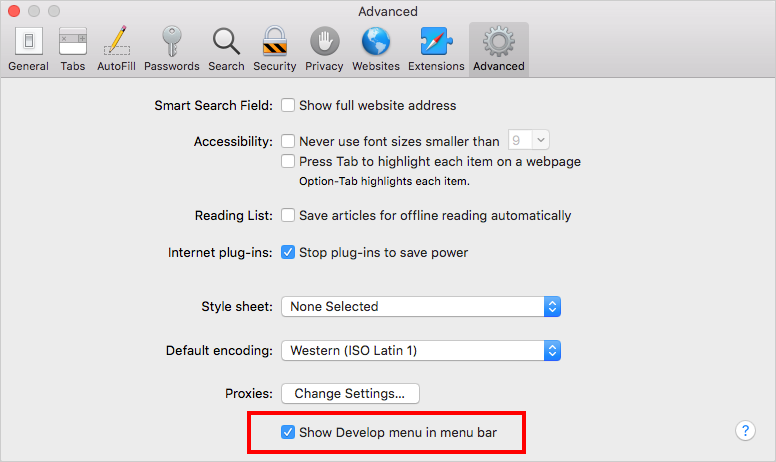 Advanced
General Tabs AutoFill Passwords Search Security Privacy Websites Extensions Advanced
Smart Search Field: Show full website address
Accessibility: Never use font sizes smaller than 9
Press Tab to highlight each item on a webpage
Option-Tab highlights each item.
Reading List: Save articles for offline reading automatically
Internet plug-ins: Stop plug-ins to save power
Style sheet: None Selected
Default encoding: Western (ISO Latin 1)
Proxies: Change Settings...
Show Develop menu in menu bar
?